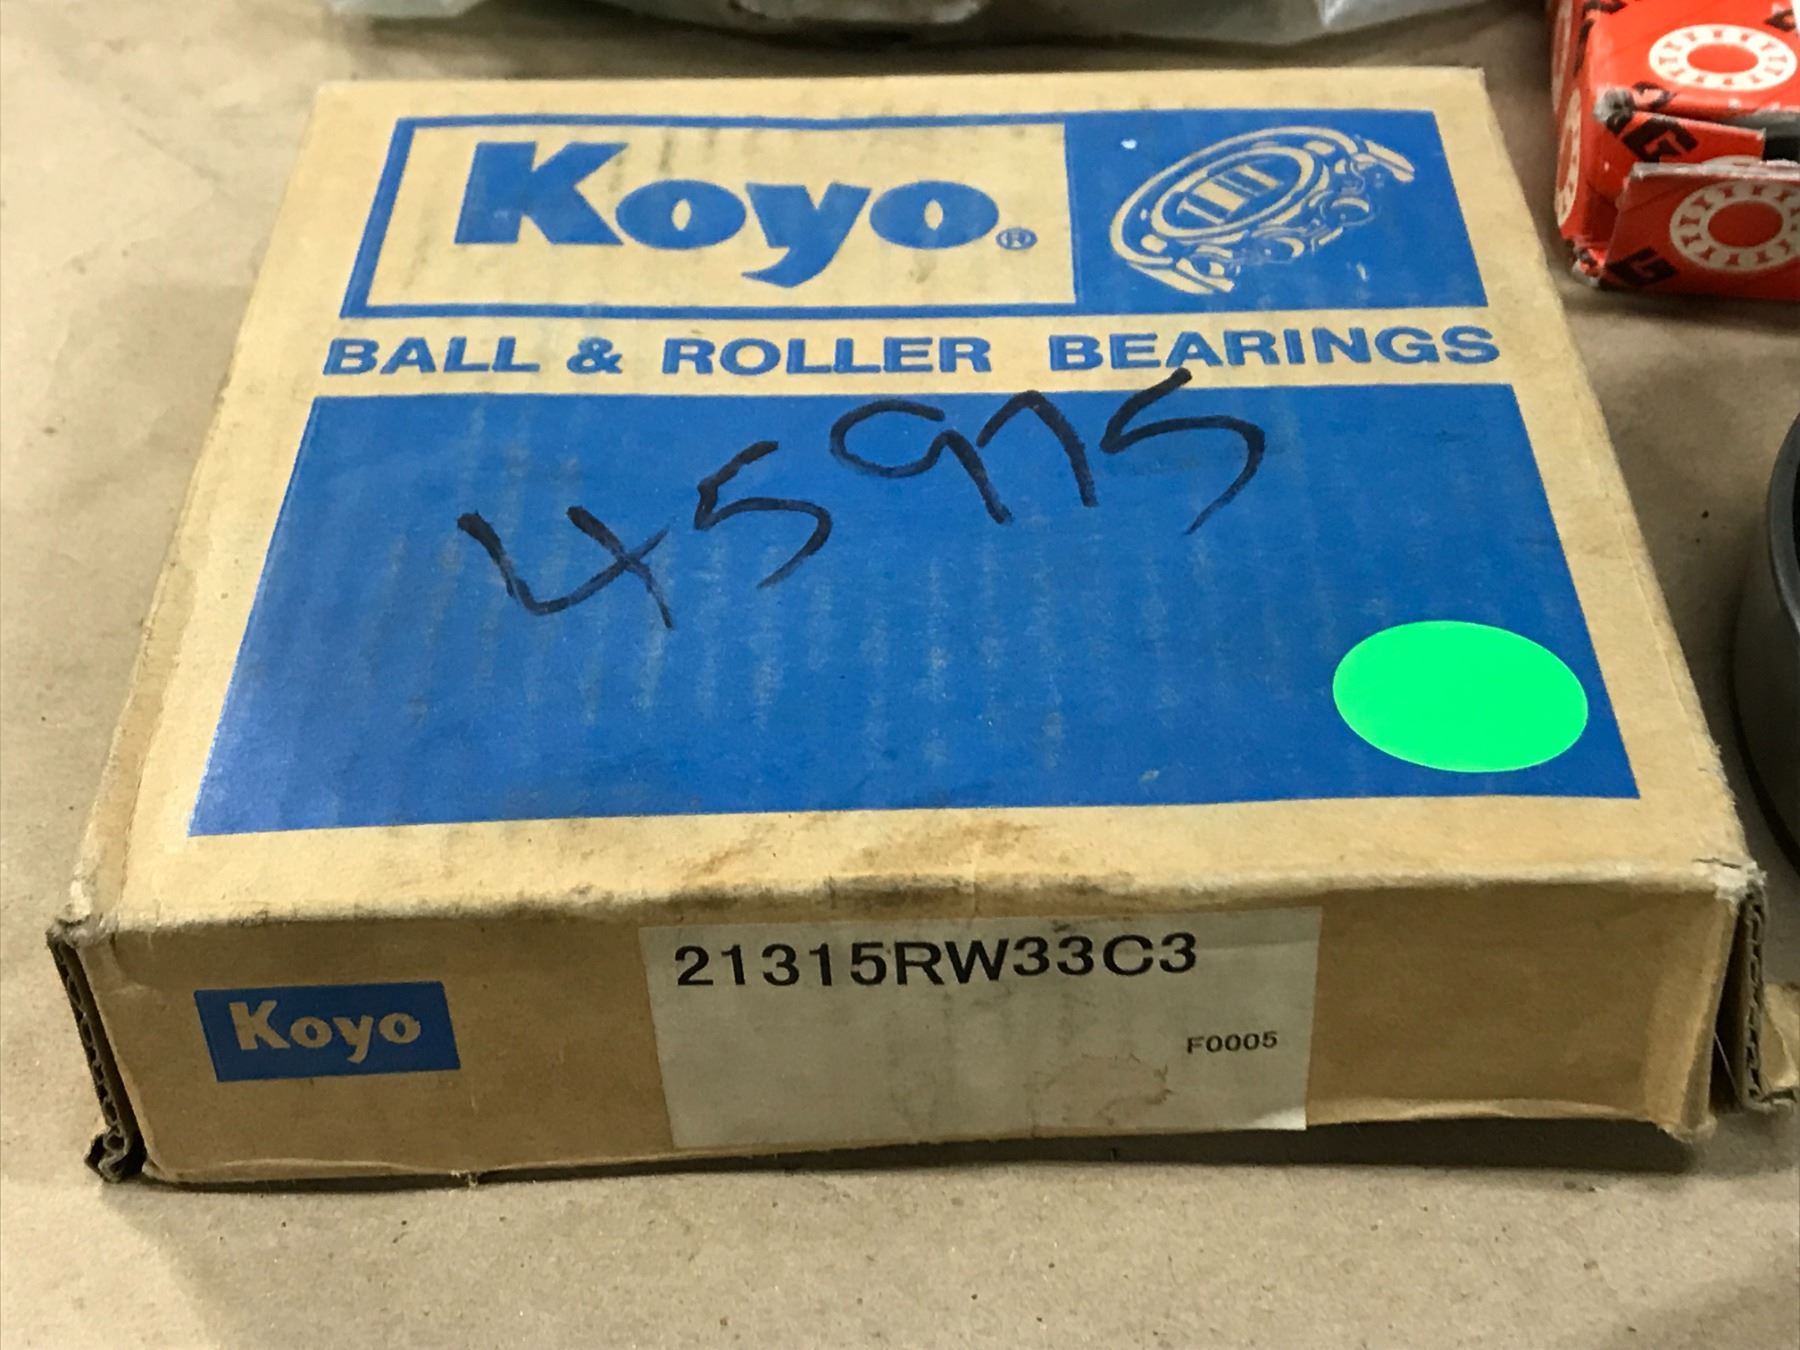 Koyo®
BALL & ROLLER BEARINGS
45975
Koyo
21315RW33C3
F0005